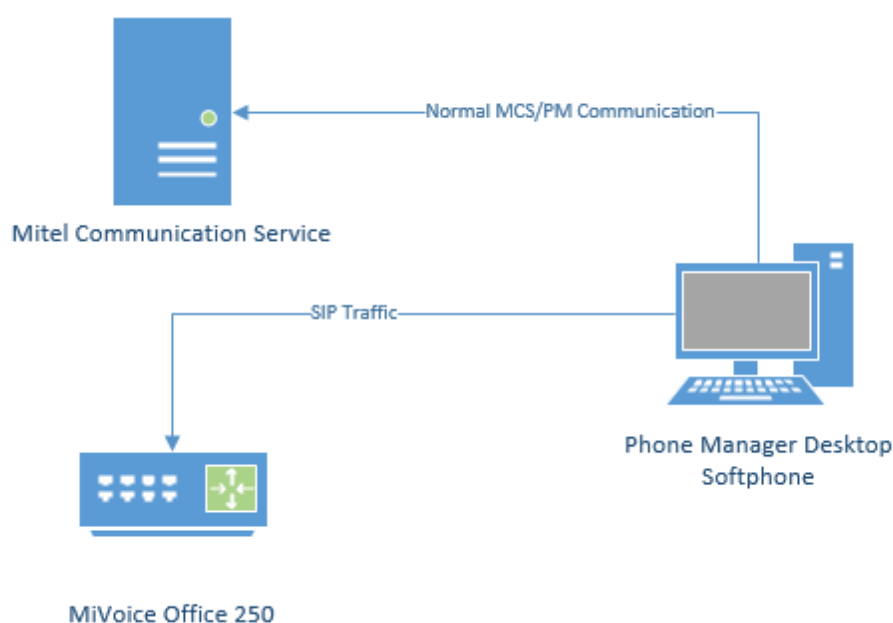 Normal MCS/PM Communication
Mitel Communication Service
SIP Traffic
Phone Manager Desktop
Softphone
MiVoice Office 250